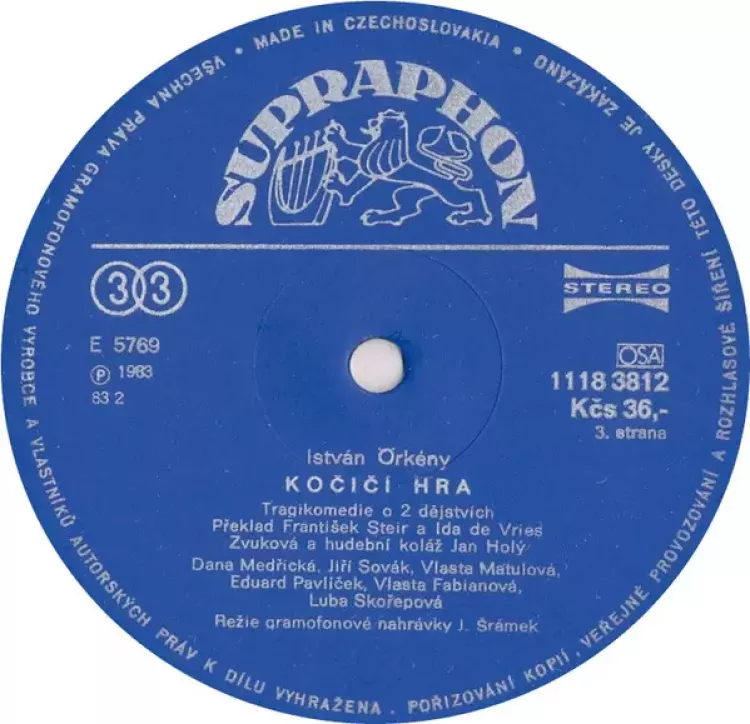 VŠECHNA PRÁVA GRAMOFONOVÉHO VÝROBCE A VLASTNÍKŮ AUTORSKÝCH PRÁV K DÍLU VYHRAŽENA. POŘIZOVÁNÍ KOPIÍ, VEŘEJNÉ PROVOZOVÁNÍ A ROZHLASOVÉ ŠÍŘENÍ TÉTO DESKY JE ZAKÁZÁNO • MADE IN CZECHOSLOVAKIA •
SUPRAPHON
33
STEREO
E 5769
Ⓟ 1983
83 2
OSA
1118 3812
Kčs 36,-
3. strana
István Örkény
KOČIČÍ HRA
Tragikomedie o 2 dějstvích
Překlad František Steir a Ida de Vries
Zvuková a hudební koláž Jan Holý
Dana Medřická, Jiří Sovák, Vlasta Matulová,
Eduard Pavlíček, Vlasta Fabianová,
Luba Skořepová
Režie gramofonové nahrávky J. Šrámek